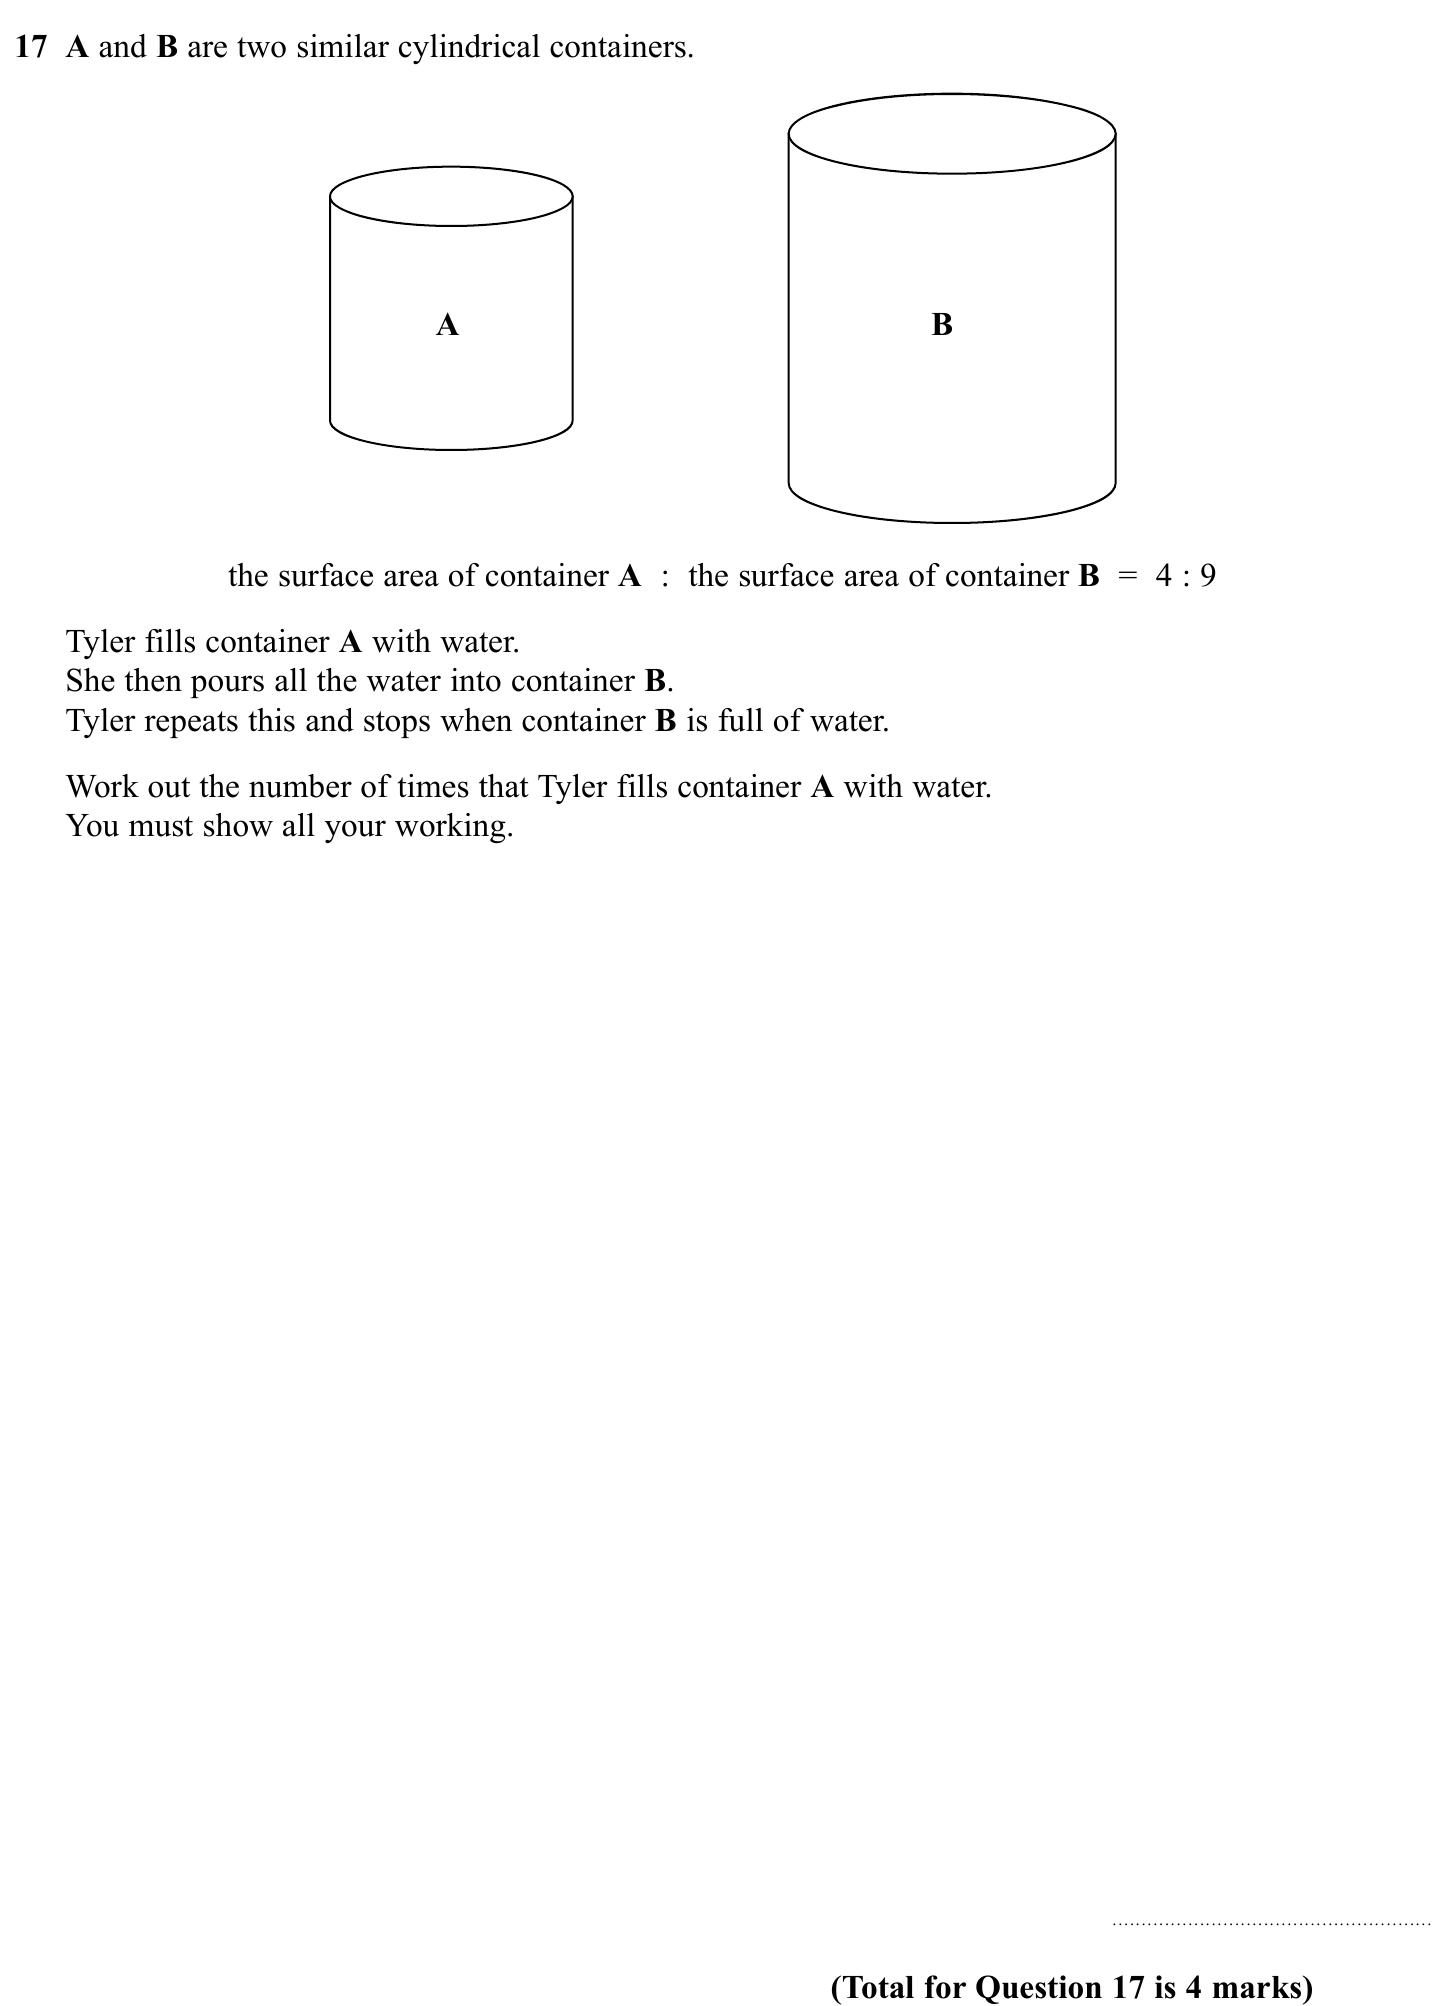 17 A and B are two similar cylindrical containers.
A
B
the surface area of container A : the surface area of container B = 4 : 9
Tyler fills container A with water.
She then pours all the water into container B.
Tyler repeats this and stops when container B is full of water.
Work out the number of times that Tyler fills container A with water.
You must show all your working.
(Total for Question 17 is 4 marks)